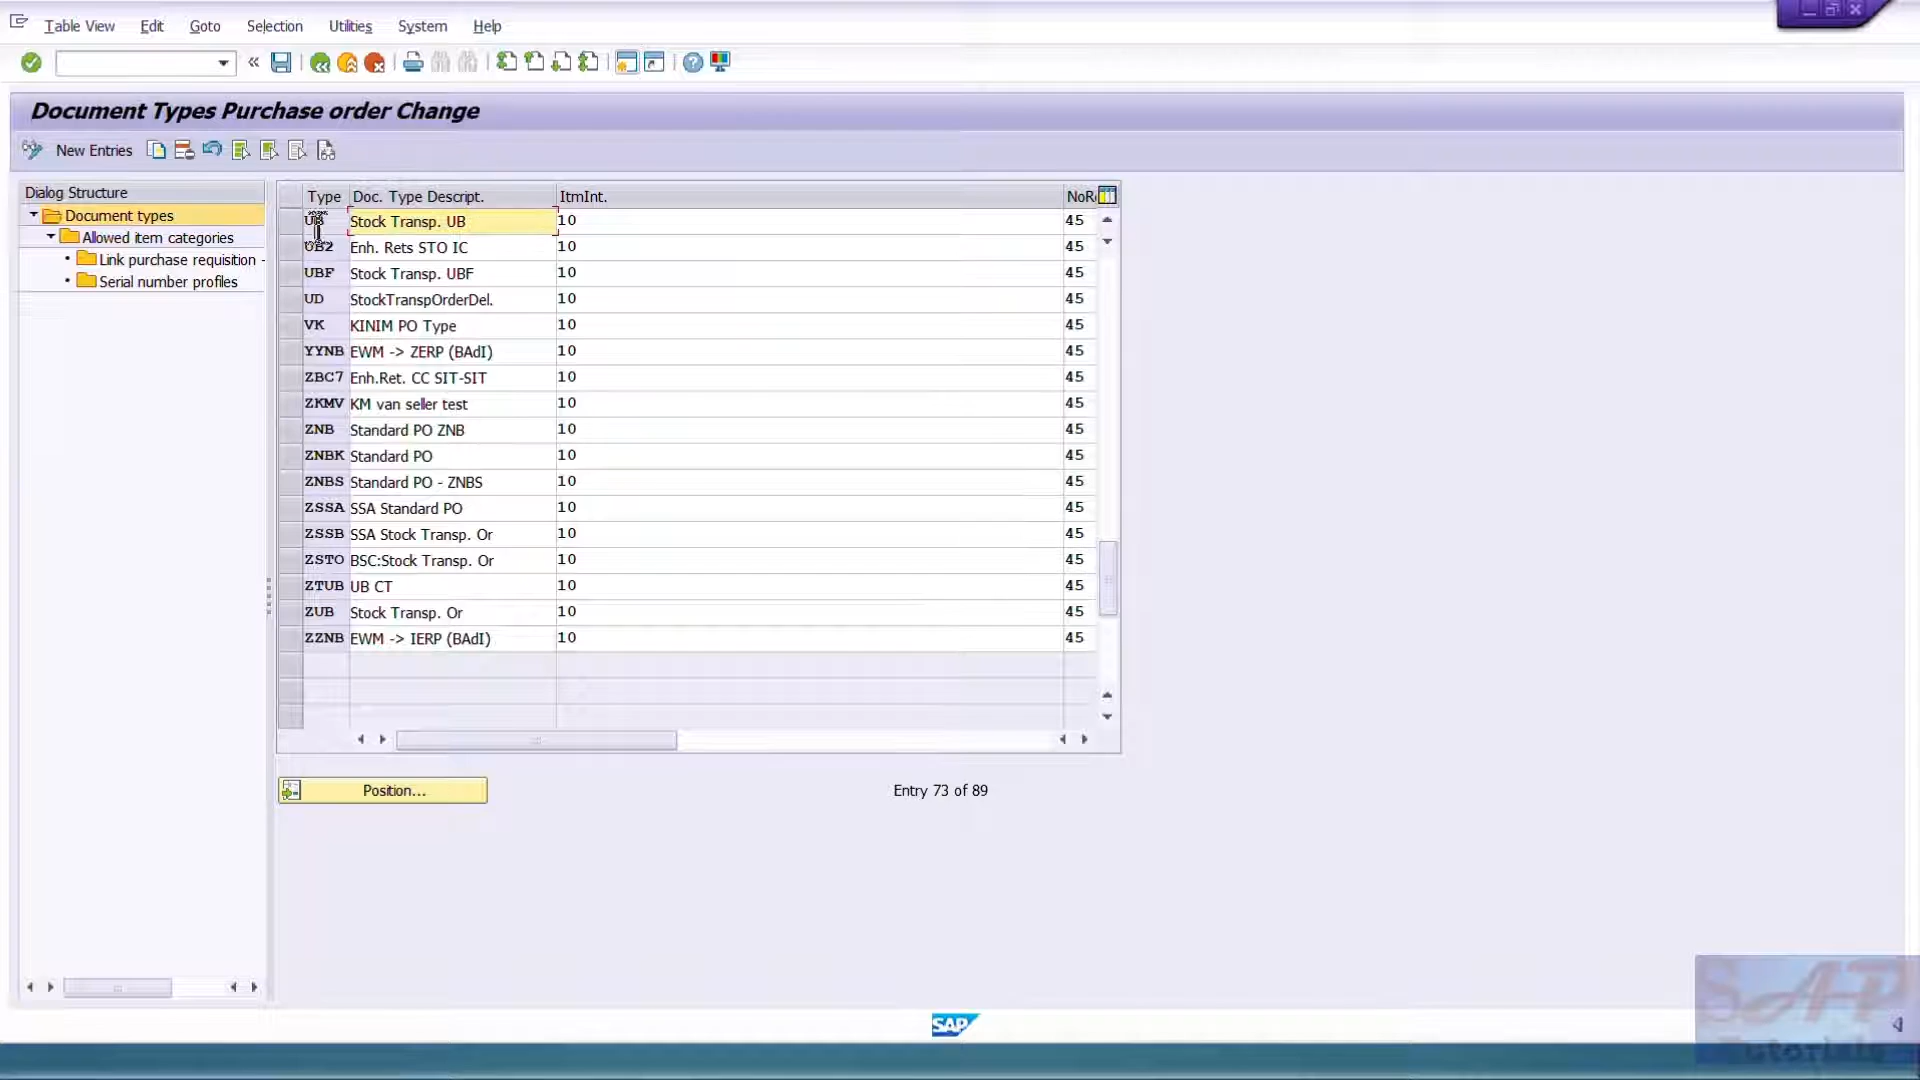 Table View Edit Goto Selection Utilities System Help
Document Types Purchase order Change
New Entries
Dialog Structure
Document types
Allowed item categories
Link purchase requisition -
Serial number profiles
Type Doc. Type Descript. ItmInt. NoR
UB Stock Transp. UB 10 45
UB2 Enh. Rets STO IC 10 45
UBF Stock Transp. UBF 10 45
UD StockTranspOrderDel. 10 45
VK KINIM PO Type 10 45
YYNB EWM -> ZERP (BAdI) 10 45
ZBC7 Enh.Ret. CC SIT-SIT 10 45
ZKMV KM van seller test 10 45
ZNB Standard PO ZNB 10 45
ZNBK Standard PO 10 45
ZNBS Standard PO - ZNBS 10 45
ZSSA SSA Standard PO 10 45
ZSSB SSA Stock Transp. Or 10 45
ZSTO BSC:Stock Transp. Or 10 45
ZTUB UB CT 10 45
ZUB Stock Transp. Or 10 45
ZZNB EWM -> IERP (BAdI) 10 45
Position... Entry 73 of 89
SAP
SAP
Tutorials